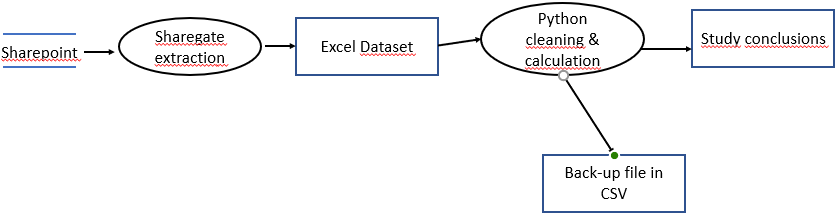 Sharepoint
Sharegate
extraction
Excel Dataset
Python
cleaning &
calculation
Study conclusions
Back-up file in
CSV